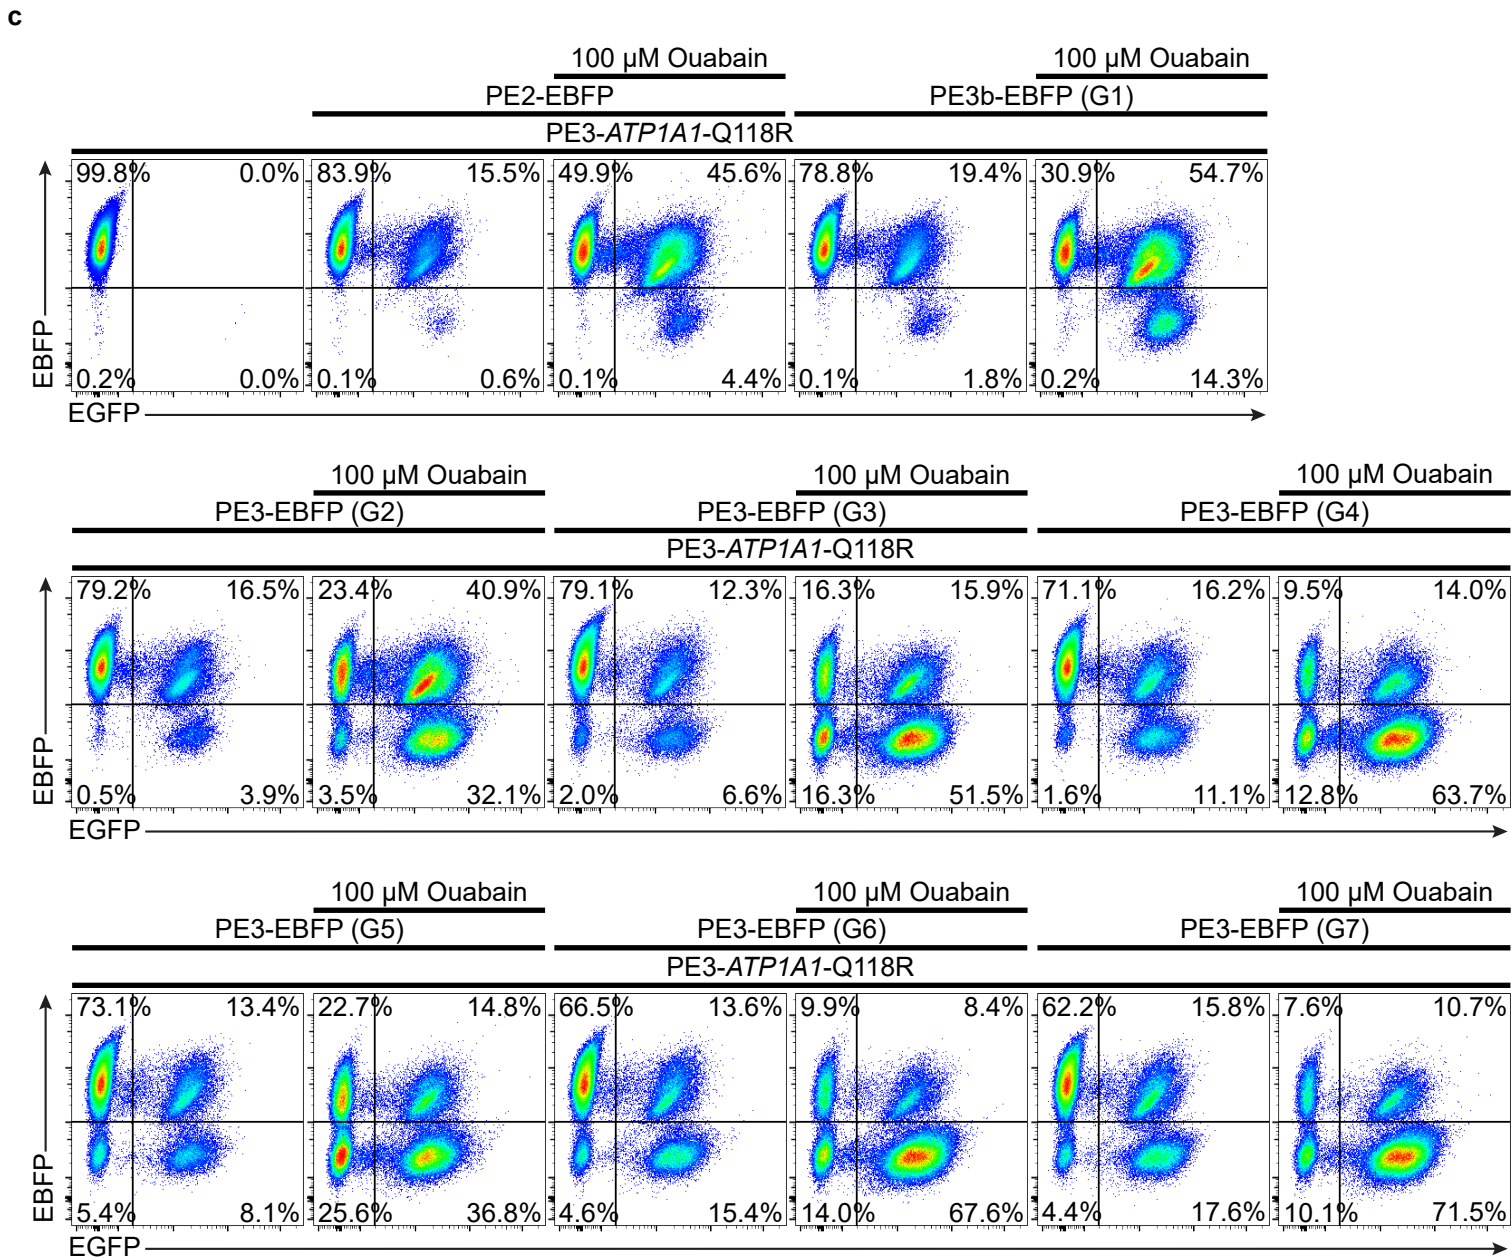 c
100 µM Ouabain 100 µM Ouabain
PE2-EBFP PE3b-EBFP (G1)
PE3-ATP1A1-Q118R
99.8% 0.0% 83.9% 15.5% 49.9% 45.6% 78.8% 19.4% 30.9% 54.7%
EBFP
0.2% 0.0% 0.1% 0.6% 0.1% 4.4% 0.1% 1.8% 0.2% 14.3%
EGFP
100 µM Ouabain 100 µM Ouabain 100 µM Ouabain
PE3-EBFP (G2) PE3-EBFP (G3) PE3-EBFP (G4)
PE3-ATP1A1-Q118R
79.2% 16.5% 23.4% 40.9% 79.1% 12.3% 16.3% 15.9% 71.1% 16.2% 9.5% 14.0%
EBFP
0.5% 3.9% 3.5% 32.1% 2.0% 6.6% 16.3% 51.5% 1.6% 11.1% 12.8% 63.7%
EGFP
100 µM Ouabain 100 µM Ouabain 100 µM Ouabain
PE3-EBFP (G5) PE3-EBFP (G6) PE3-EBFP (G7)
PE3-ATP1A1-Q118R
73.1% 13.4% 22.7% 14.8% 66.5% 13.6% 9.9% 8.4% 62.2% 15.8% 7.6% 10.7%
EBFP
5.4% 8.1% 25.6% 36.8% 4.6% 15.4% 14.0% 67.6% 4.4% 17.6% 10.1% 71.5%
EGFP